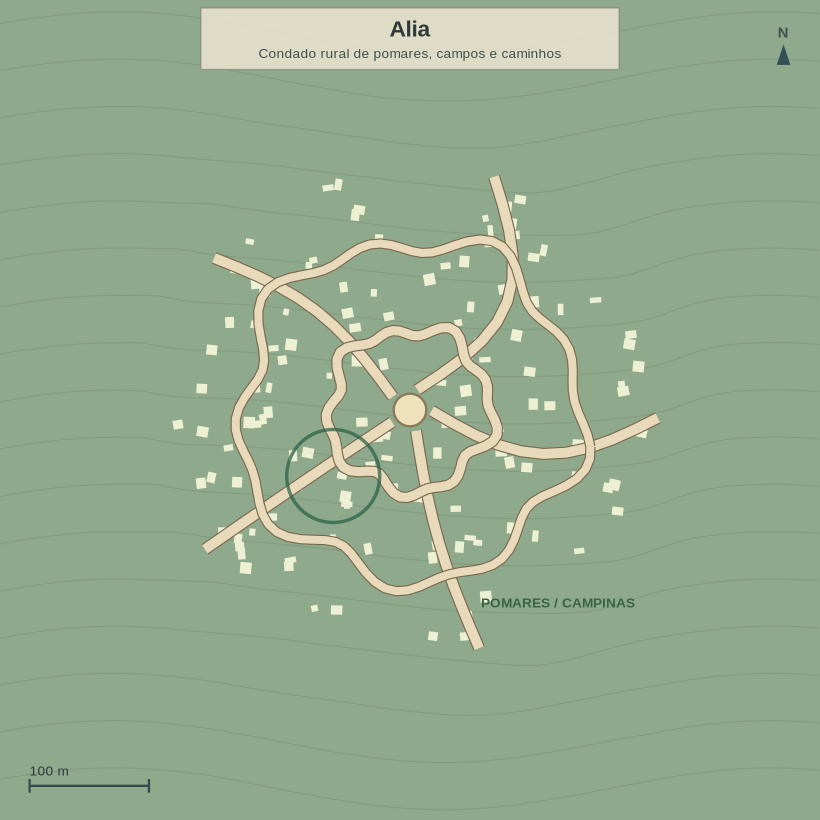 Alia
Condado rural de pomares, campos e caminhos
N
POMARES / CAMPINAS
100 m